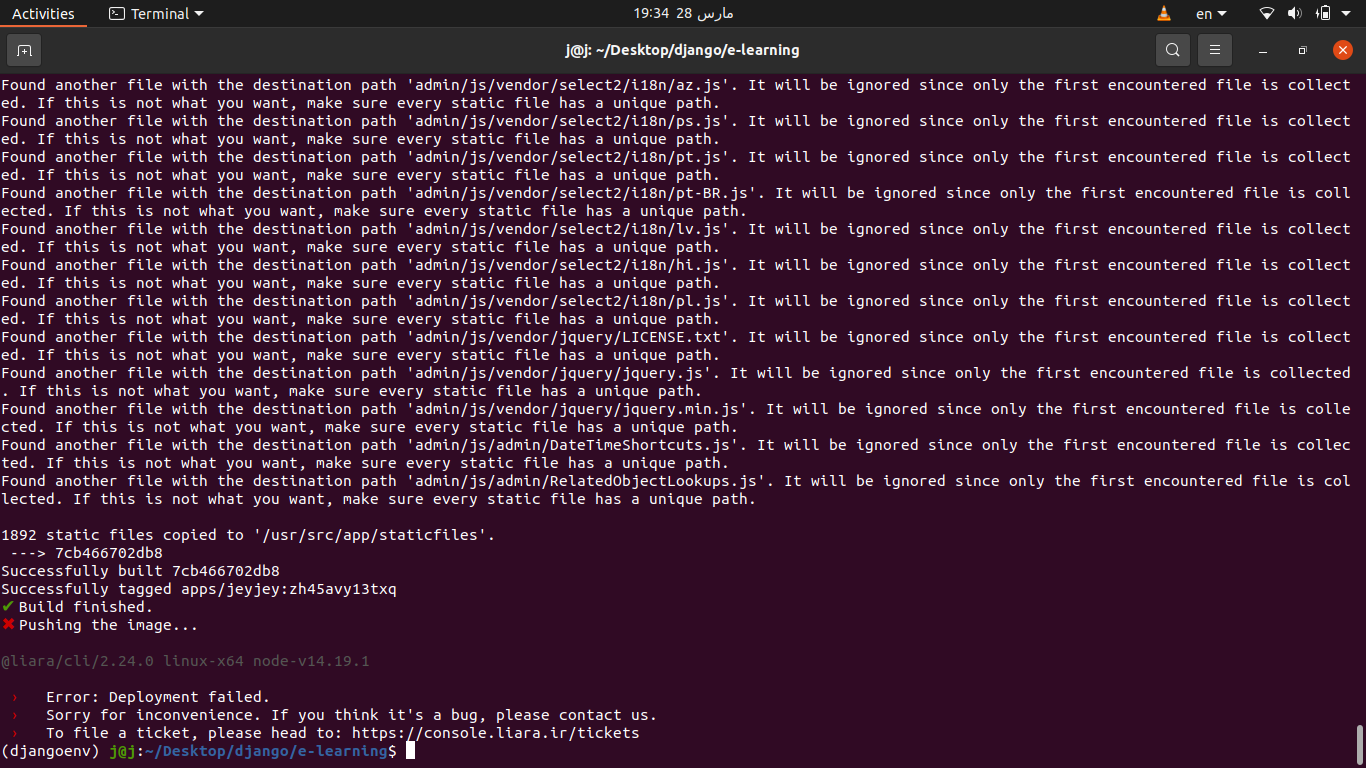 Activities Terminal 19:34 28 مارس en
j@j: ~/Desktop/django/e-learning
Found another file with the destination path 'admin/js/vendor/select2/i18n/az.js'. It will be ignored since only the first encountered file is collect
ed. If this is not what you want, make sure every static file has a unique path.
Found another file with the destination path 'admin/js/vendor/select2/i18n/ps.js'. It will be ignored since only the first encountered file is collect
ed. If this is not what you want, make sure every static file has a unique path.
Found another file with the destination path 'admin/js/vendor/select2/i18n/pt.js'. It will be ignored since only the first encountered file is collect
ed. If this is not what you want, make sure every static file has a unique path.
Found another file with the destination path 'admin/js/vendor/select2/i18n/pt-BR.js'. It will be ignored since only the first encountered file is coll
ected. If this is not what you want, make sure every static file has a unique path.
Found another file with the destination path 'admin/js/vendor/select2/i18n/lv.js'. It will be ignored since only the first encountered file is collect
ed. If this is not what you want, make sure every static file has a unique path.
Found another file with the destination path 'admin/js/vendor/select2/i18n/hi.js'. It will be ignored since only the first encountered file is collect
ed. If this is not what you want, make sure every static file has a unique path.
Found another file with the destination path 'admin/js/vendor/select2/i18n/pl.js'. It will be ignored since only the first encountered file is collect
ed. If this is not what you want, make sure every static file has a unique path.
Found another file with the destination path 'admin/js/vendor/jquery/LICENSE.txt'. It will be ignored since only the first encountered file is collect
ed. If this is not what you want, make sure every static file has a unique path.
Found another file with the destination path 'admin/js/vendor/jquery/jquery.js'. It will be ignored since only the first encountered file is collected
. If this is not what you want, make sure every static file has a unique path.
Found another file with the destination path 'admin/js/vendor/jquery/jquery.min.js'. It will be ignored since only the first encountered file is colle
cted. If this is not what you want, make sure every static file has a unique path.
Found another file with the destination path 'admin/js/admin/DateTimeShortcuts.js'. It will be ignored since only the first encountered file is collec
ted. If this is not what you want, make sure every static file has a unique path.
Found another file with the destination path 'admin/js/admin/RelatedObjectLookups.js'. It will be ignored since only the first encountered file is col
lected. If this is not what you want, make sure every static file has a unique path.
1892 static files copied to '/usr/src/app/staticfiles'.
---> 7cb466702db8
Successfully built 7cb466702db8
Successfully tagged apps/jeyjey:zh45avy13txq
✔ Build finished.
✖ Pushing the image...
@liara/cli/2.24.0 linux-x64 node-v14.19.1
› Error: Deployment failed.
› Sorry for inconvenience. If you think it's a bug, please contact us.
› To file a ticket, please head to: https://console.liara.ir/tickets
(djangoenv) j@j:~/Desktop/django/e-learning$